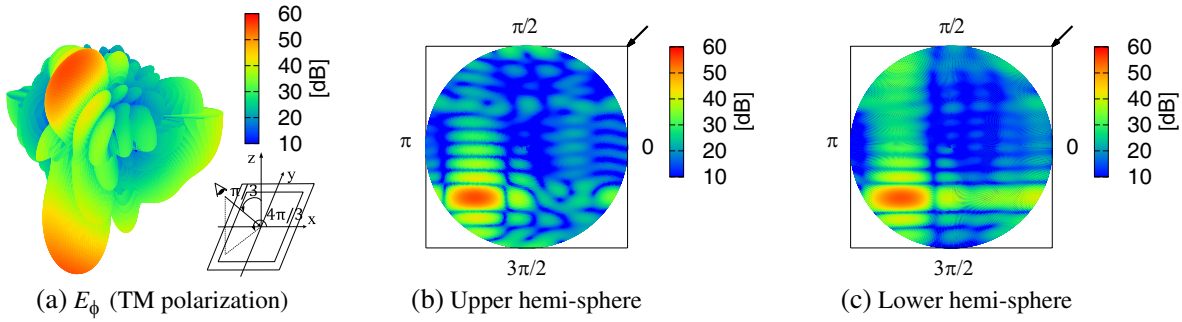 60
50
40
30
20
10
[dB]
z
y
x
π/3
4π/3
(a) E_ϕ (TM polarization)
π/2
π
0
3π/2
60
50
40
30
20
10
[dB]
(b) Upper hemi-sphere
π/2
π
0
3π/2
60
50
40
30
20
10
[dB]
(c) Lower hemi-sphere